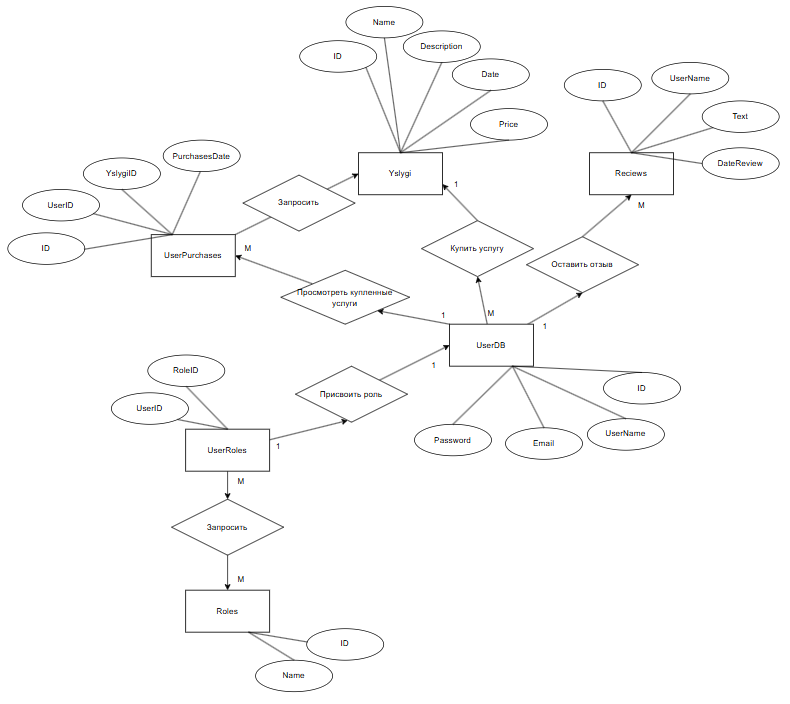 Name
Description
ID
Date
Price
Yslygi
ID
UserName
Text
DateReview
Reciews
PurchasesDate
YslygiID
UserID
ID
UserPurchases
Запросить
1
M
Купить услугу
M
Оставить отзыв
M
Просмотреть купленные
услуги
1
1
UserDB
RoleID
UserID
UserRoles
Присвоить роль
1
1
ID
Password
Email
UserName
M
Запросить
M
Roles
ID
Name